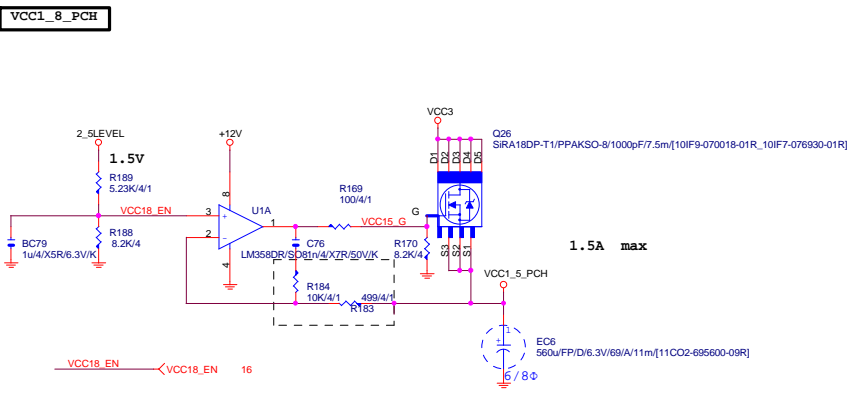 VCC1_8_PCH
VCC3
Q26
SiRA18DP-T1/PPAKSO-8/1000pF/7.5m/[10IF9-070018-01R_10IF7-076930-01R]
2_5LEVEL
+12V
D1
D2
D3
D4
D5
1.5V
R189
5.23K/4/1
8
U1A
R169
100/4/1
VCC18_EN
3
+
1
VCC15_G
G
2
-
R188
8.2K/4
BC79
1u/4/X5R/6.3V/K
4
C76
LM358DR/SO81n/4/X7R/50V/K
R170
8.2K/4
S3
S2
S1
1.5A max
VCC1_5_PCH
R184
10K/4/1
499/4/1
R183
1
+
EC6
560u/FP/D/6.3V/69/A/11m/[11CO2-695600-09R]
6/8Φ
VCC18_EN
VCC18_EN 16